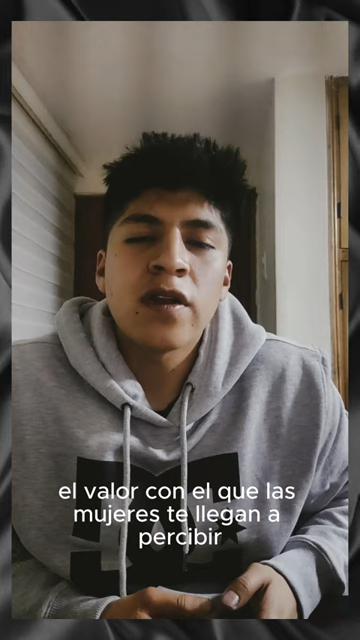 el valor con el que las
mujeres te llegan a
percibir